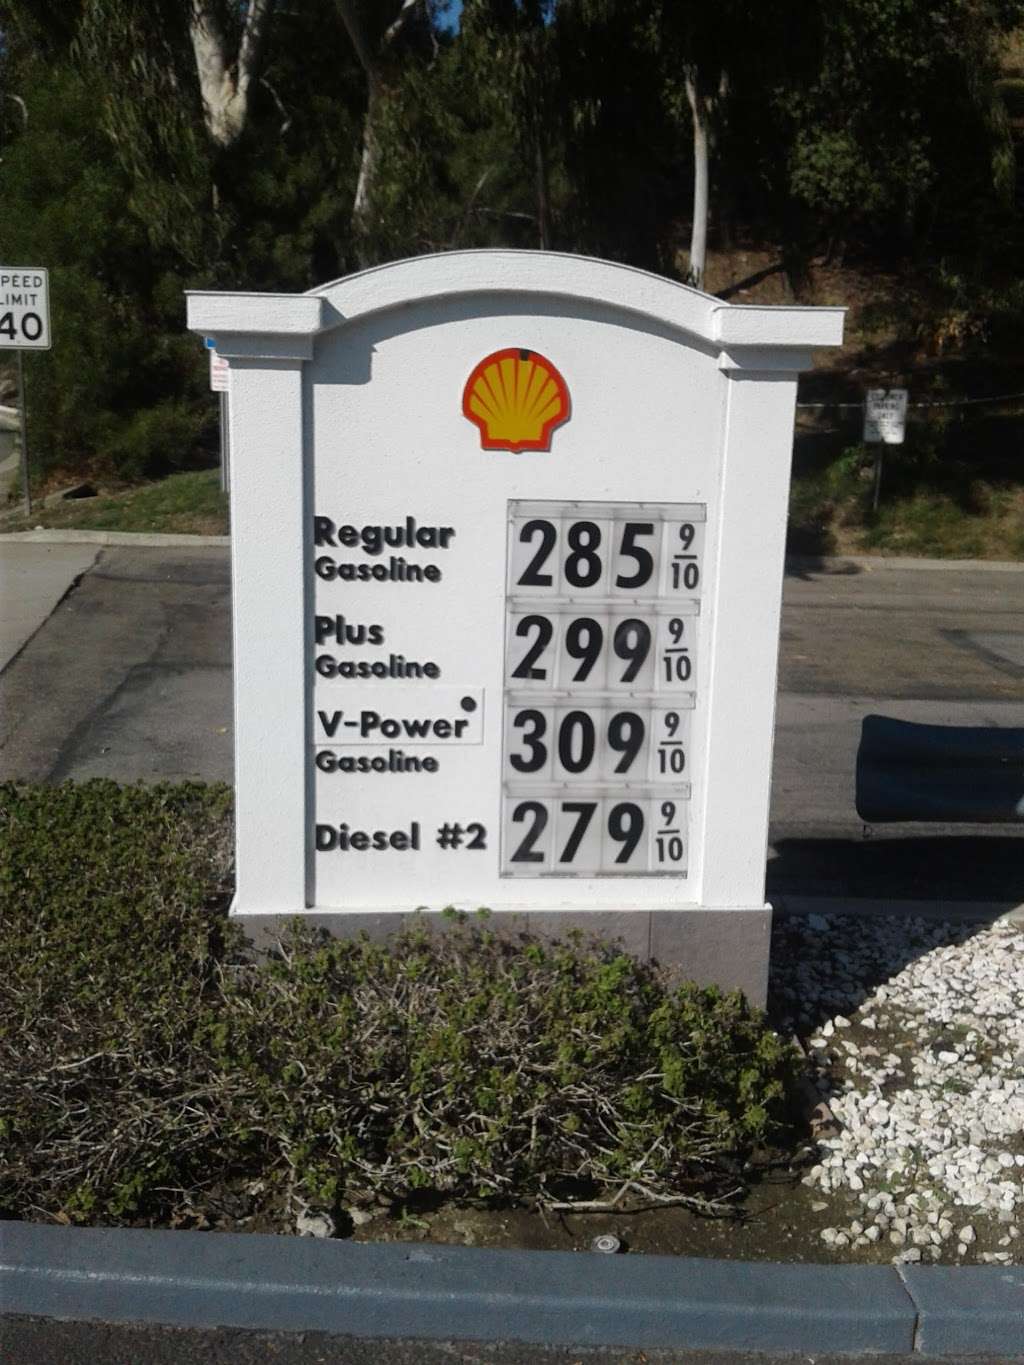 PEED
LIMIT
40
Regular
Gasoline
285 9/10
Plus
Gasoline
299 9/10
V-Power
Gasoline
309 9/10
Diesel #2
279 9/10